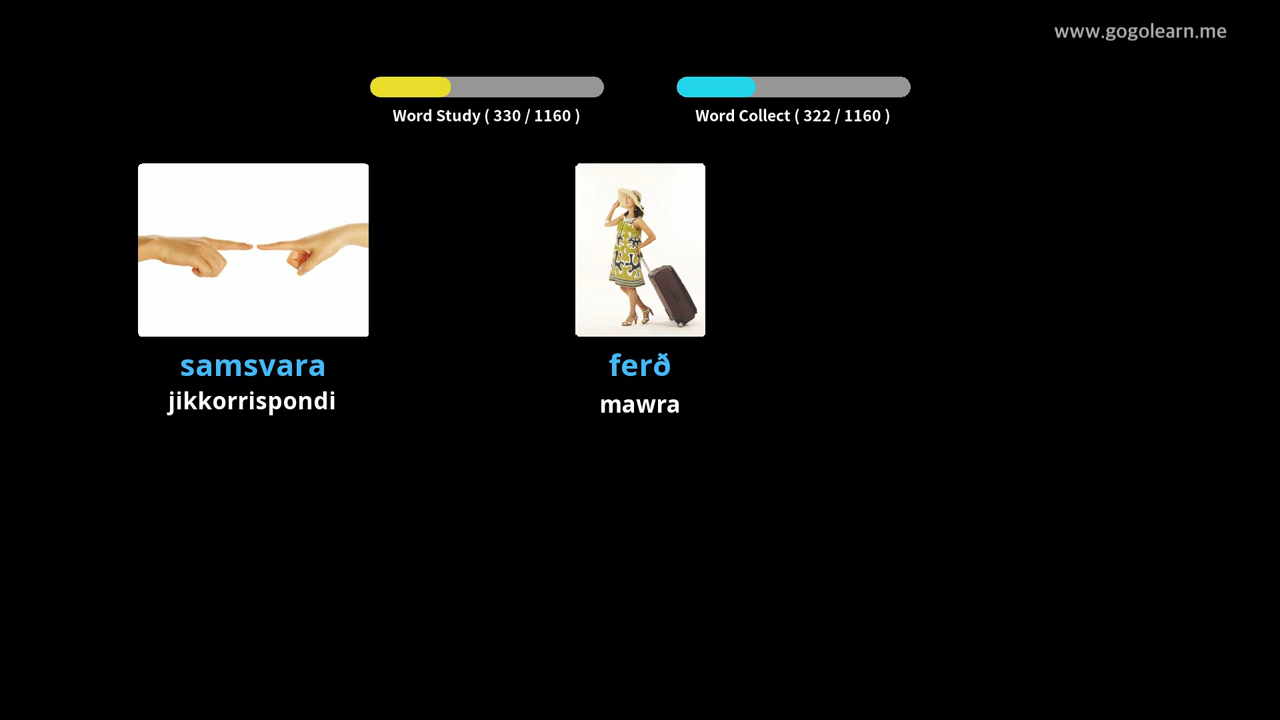 www.gogolearn.me
Word Study ( 330 / 1160 )
Word Collect ( 322 / 1160 )
samsvara
jikkorrispondi
ferð
mawra